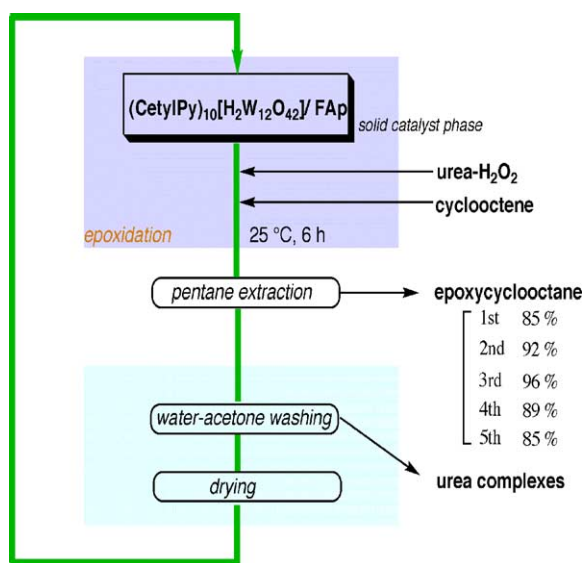 (CetylPy)₁₀[H₂W₁₂O₄₂]/ FAp
solid catalyst phase
urea-H₂O₂
cyclooctene
epoxidation
25 °C, 6 h
pentane extraction
epoxycyclooctane
1st 85 %
2nd 92 %
3rd 96 %
4th 89 %
5th 85 %
water-acetone washing
urea complexes
drying